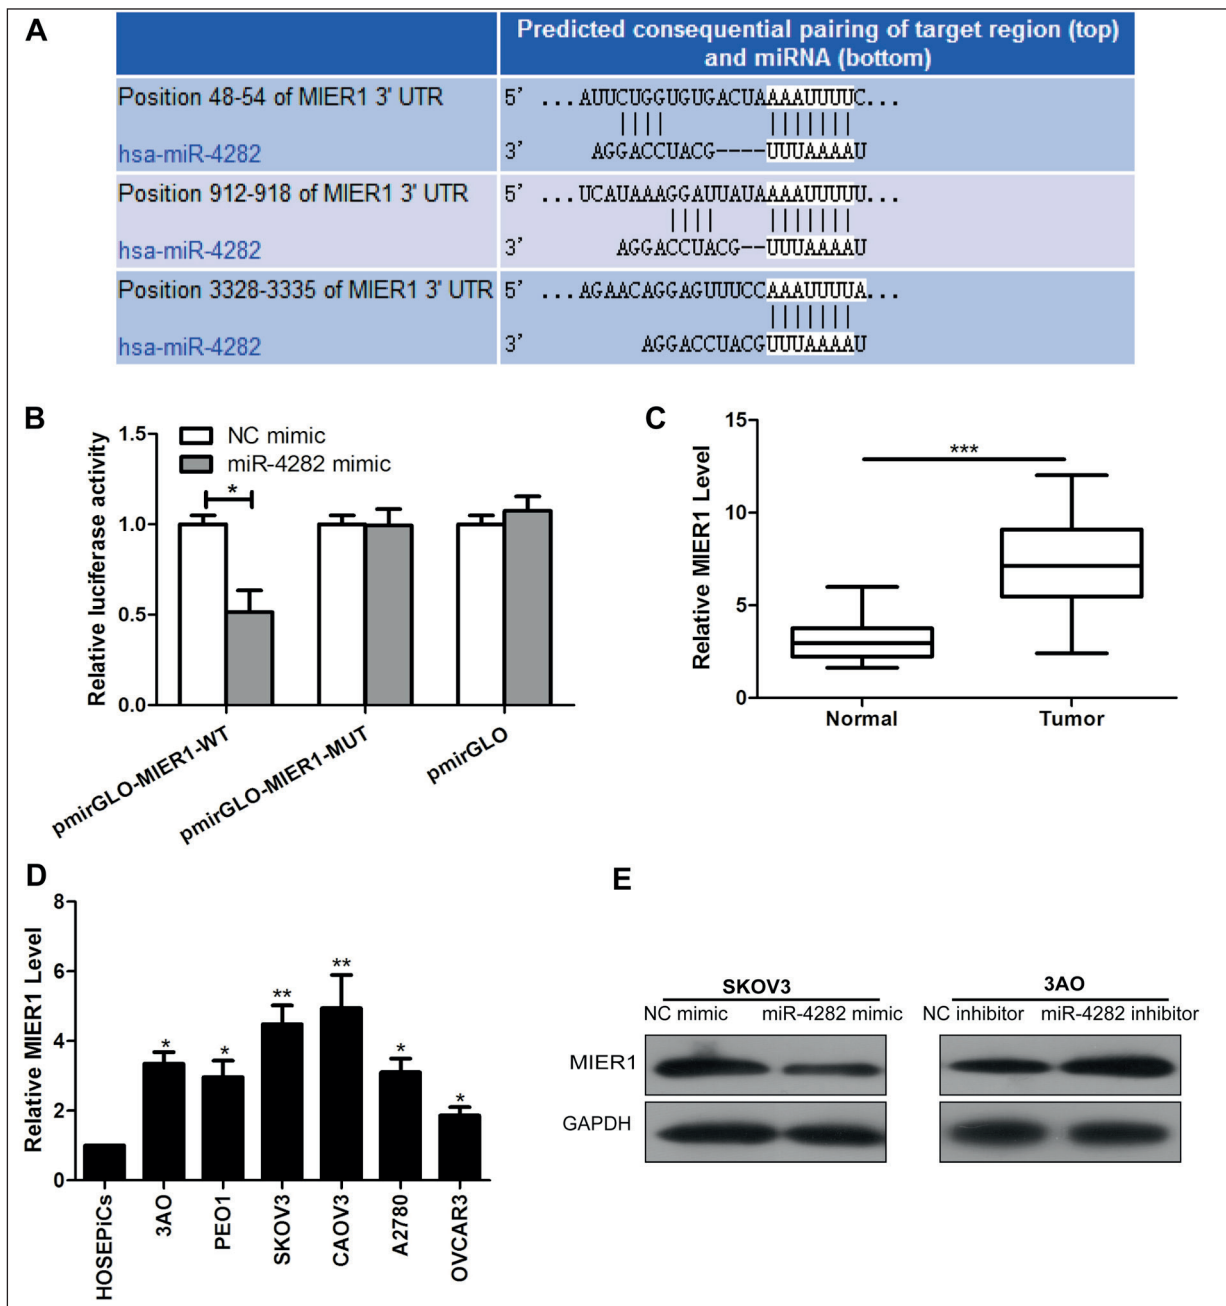 A
Predicted consequential pairing of target region (top)
and miRNA (bottom)
Position 48-54 of MIER1 3' UTR
5' ...AUUCUGGUGUGACUAAAAUUUUC...
hsa-miR-4282
3' AGGACCUACG----UUUAAAAU
Position 912-918 of MIER1 3' UTR
5' ...UCAUAAAGGAUUAUAAAAUUUUU...
hsa-miR-4282
3' AGGACCUACG--UUUAAAAU
Position 3328-3335 of MIER1 3' UTR
5' ...AGAACAGGAGUUUCCAAAUUUUA...
hsa-miR-4282
3' AGGACCUACGUUUAAAAU
B
Relative luciferase activity
1.5
1.0
0.5
0.0
NC mimic
miR-4282 mimic
*
pmirGLO-MIER1-WT
pmirGLO-MIER1-MUT
pmirGLO
C
Relative MIER1 Level
15
10
5
0
***
Normal
Tumor
D
Relative MIER1 Level
8
6
4
2
0
*
*
**
**
*
*
HOSEPiCs
3AO
PEO1
SKOV3
CAOV3
A2780
OVCAR3
E
SKOV3
NC mimic
miR-4282 mimic
3AO
NC inhibitor
miR-4282 inhibitor
MIER1
GAPDH